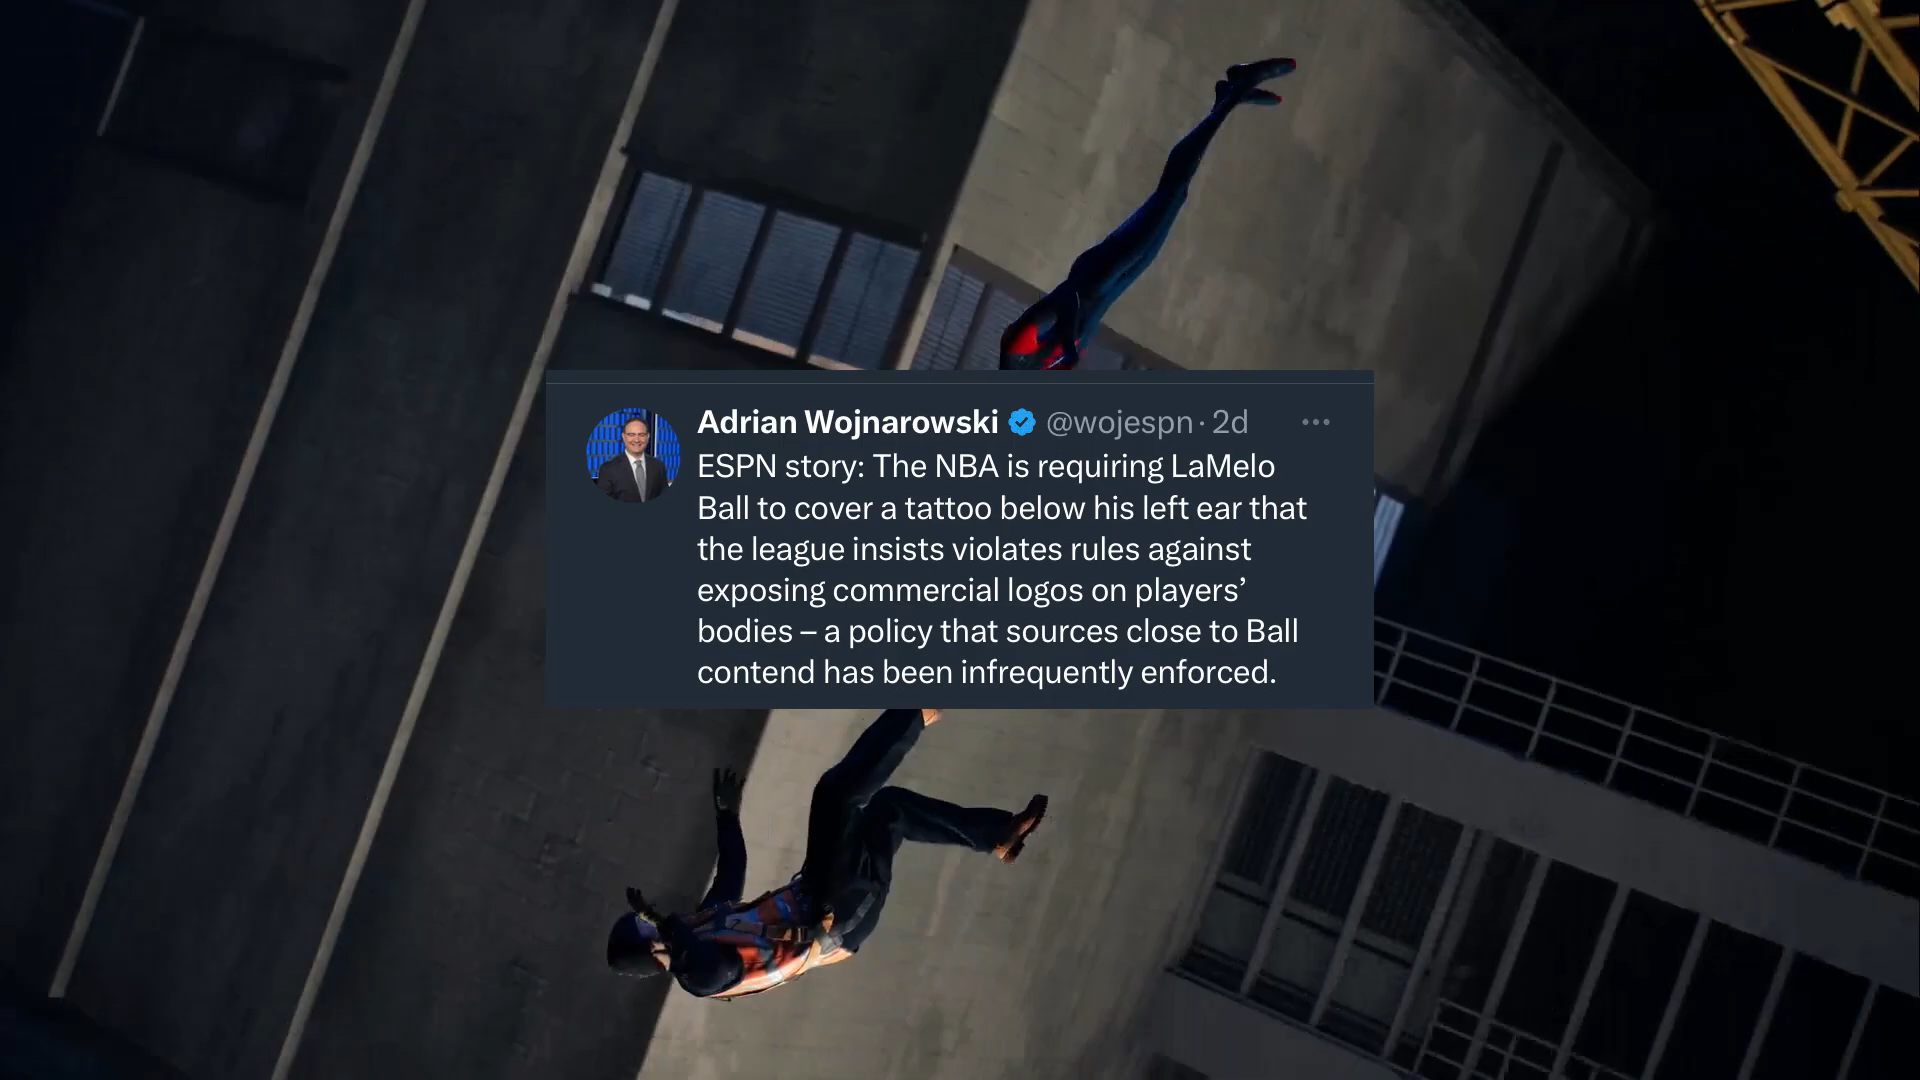 Adrian Wojnarowski @wojespn · 2d
ESPN story: The NBA is requiring LaMelo
Ball to cover a tattoo below his left ear that
the league insists violates rules against
exposing commercial logos on players’
bodies – a policy that sources close to Ball
contend has been infrequently enforced.